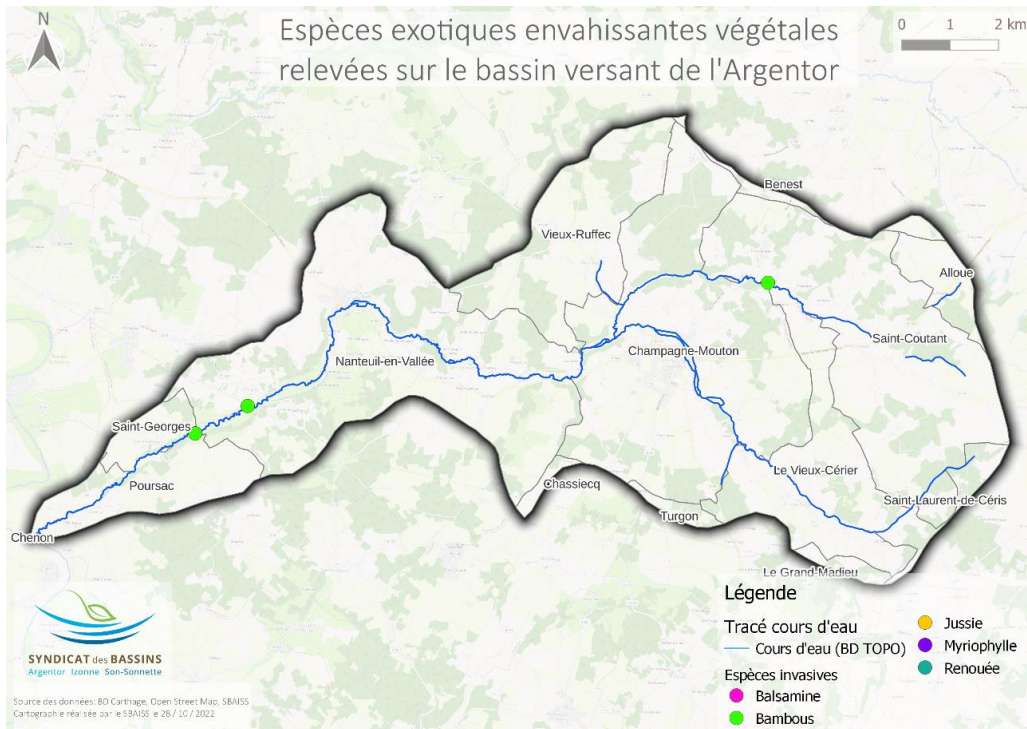 N
Espèces exotiques envahissantes végétales
relevées sur le bassin versant de l'Argentor
0 1 2 km
Benest
Vieux-Ruffec
Alloue
Saint-Coutant
Champagne-Mouton
Nanteuil-en-Vallée
Saint-Georges
Le Vieux-Cérier
Poursac
Chassiecq
Saint-Laurent-de-Céris
Turgon
Chenon
Le Grand-Madieu
Légende
Tracé cours d'eau
Cours d'eau (BD TOPO)
Espèces invasives
Balsamine
Bambous
Jussie
Myriophylle
Renouée
SYNDICAT des BASSINS
Argentor Izonne Son-Sonnette
Source des données: BD Carthage, Open Street Map, SBAISS
Cartographie réalisée par le SBAISS le 28 / 10 / 2022